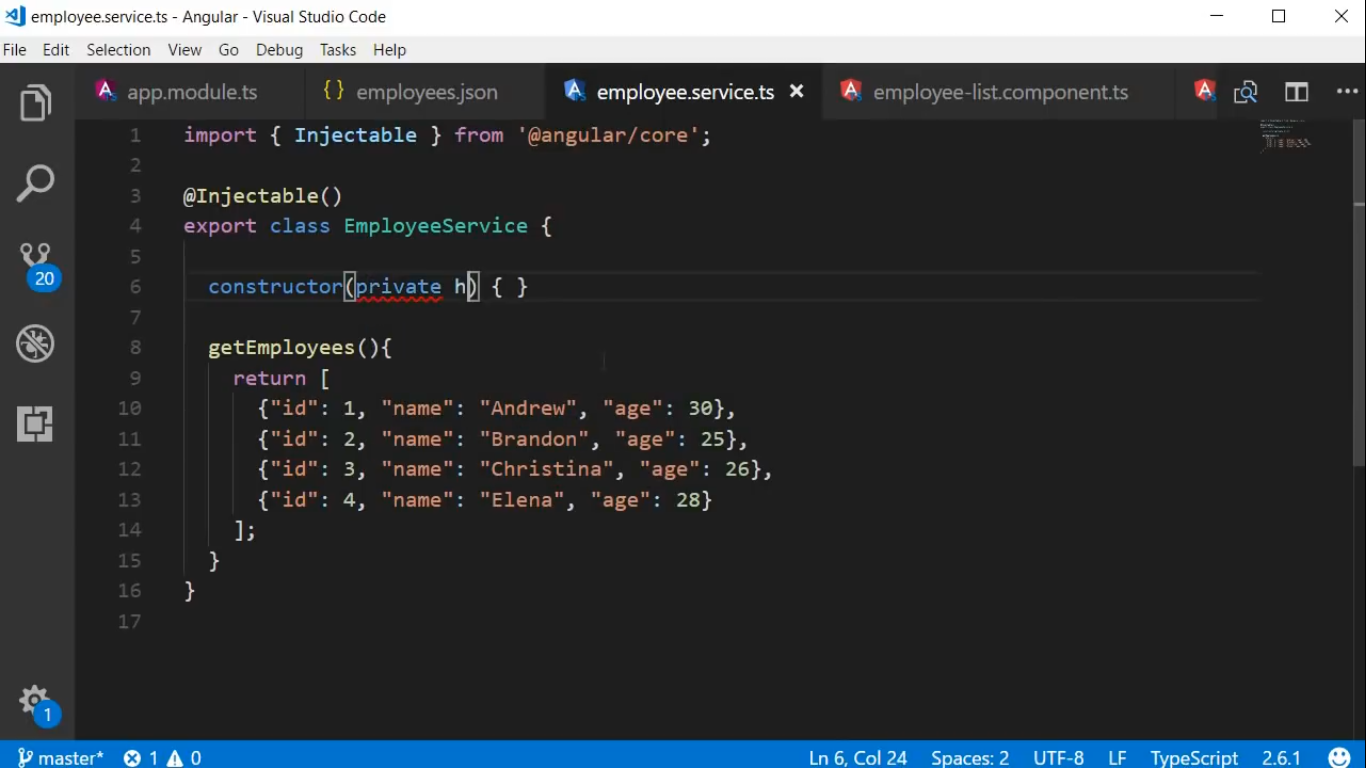 employee.service.ts - Angular - Visual Studio Code
File Edit Selection View Go Debug Tasks Help
app.module.ts { } employees.json employee.service.ts × employee-list.component.ts
1 import { Injectable } from '@angular/core';
2
3 @Injectable()
4 export class EmployeeService {
5
6 constructor(private h) { }
7
8 getEmployees(){
9 return [
10 {"id": 1, "name": "Andrew", "age": 30},
11 {"id": 2, "name": "Brandon", "age": 25},
12 {"id": 3, "name": "Christina", "age": 26},
13 {"id": 4, "name": "Elena", "age": 28}
14 ];
15 }
16 }
17
20
1
master* 1 0 Ln 6, Col 24 Spaces: 2 UTF-8 LF TypeScript 2.6.1